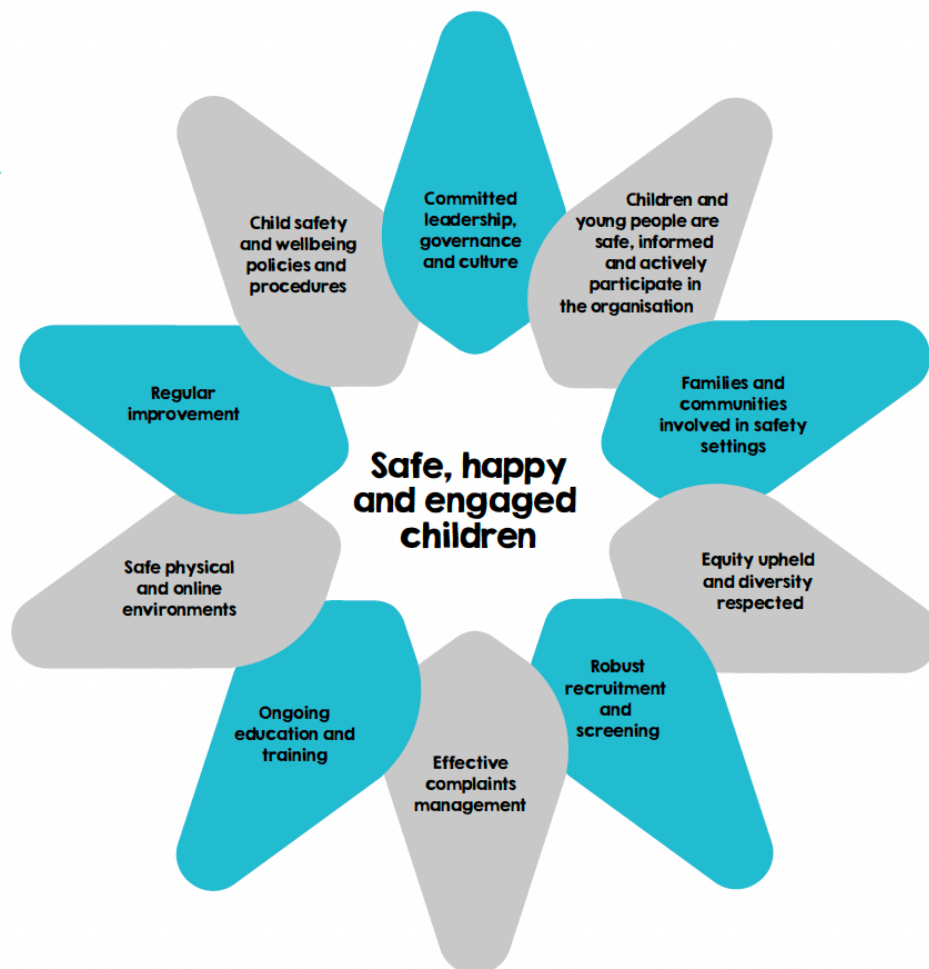 Committed
leadership,
governance
and culture
Children and
young people are
safe, informed
and actively
participate in
the organisation
Families and
communities
involved in safety
settings
Equity upheld
and diversity
respected
Robust
recruitment
and
screening
Effective
complaints
management
Ongoing
education and
training
Safe physical
and online
environments
Regular
improvement
Child safety
and wellbeing
policies and
procedures
Safe, happy
and engaged
children